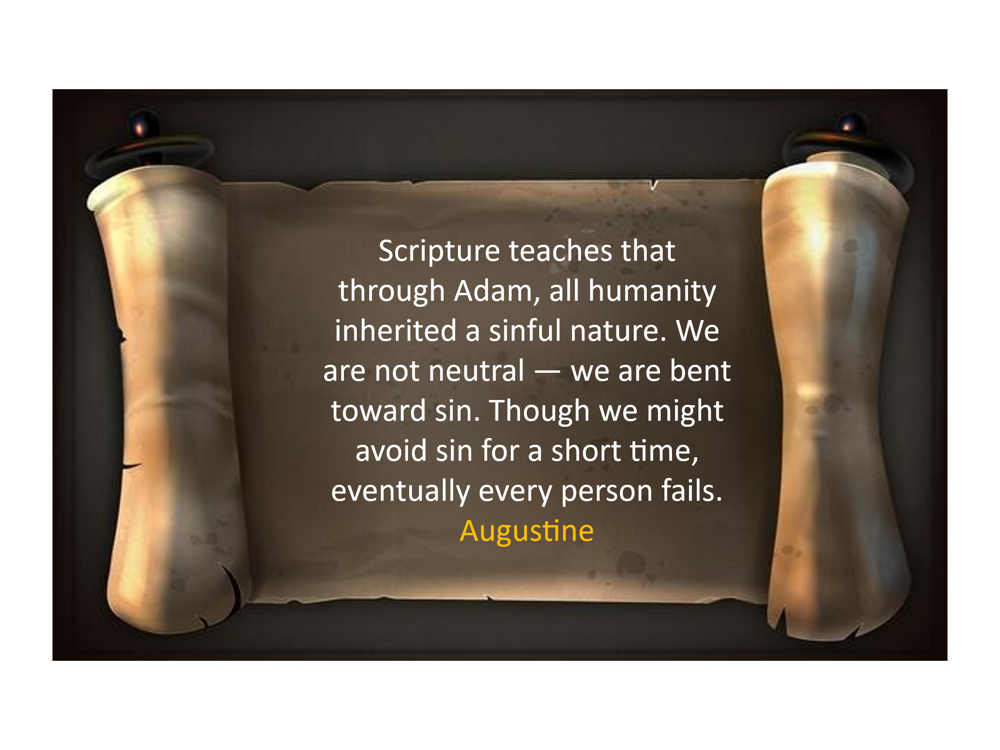 Scripture teaches that
through Adam, all humanity
inherited a sinful nature. We
are not neutral — we are bent
toward sin. Though we might
avoid sin for a short time,
eventually every person fails.
Augustine